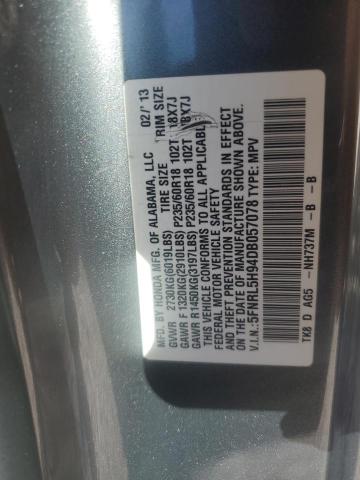 MFD. BY HONDA MFG. OF ALABAMA, LLC 02/'13
GVWR 2730KG(6019LBS) TIRE SIZE RIM SIZE
GAWR F 1320KG(2910LBS) P235/60R18 102T 18X7J
GAWR R 1450KG(3197LBS) P235/60R18 102T 18X7J
THIS VEHICLE CONFORMS TO ALL APPLICABLE
FEDERAL MOTOR VEHICLE SAFETY
AND THEFT PREVENTION STANDARDS IN EFFECT
ON THE DATE OF MANUFACTURE SHOWN ABOVE.
V.I.N.: 5FNRL5H94DB057078 TYPE: MPV
TK8 D AG5 -NH737M -B -B